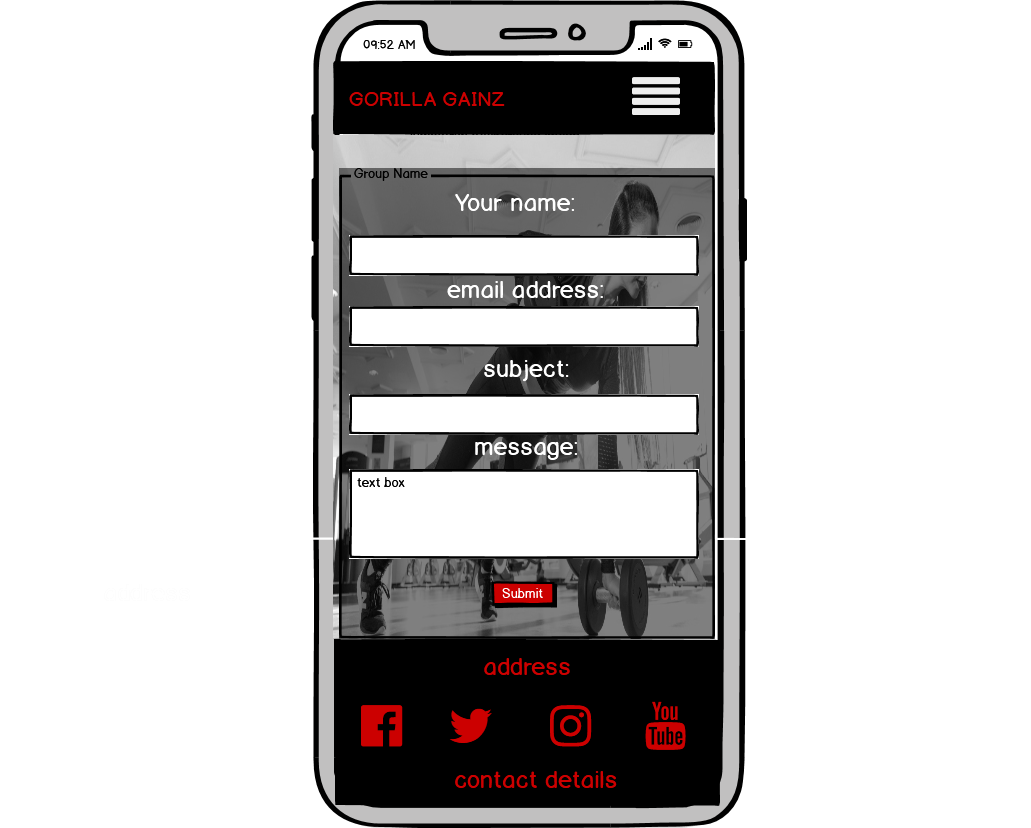 09:52 AM
GORILLA GAINZ
Group Name
Your name:
email address:
subject:
message:
text box
Submit
address
You
Tube
contact details